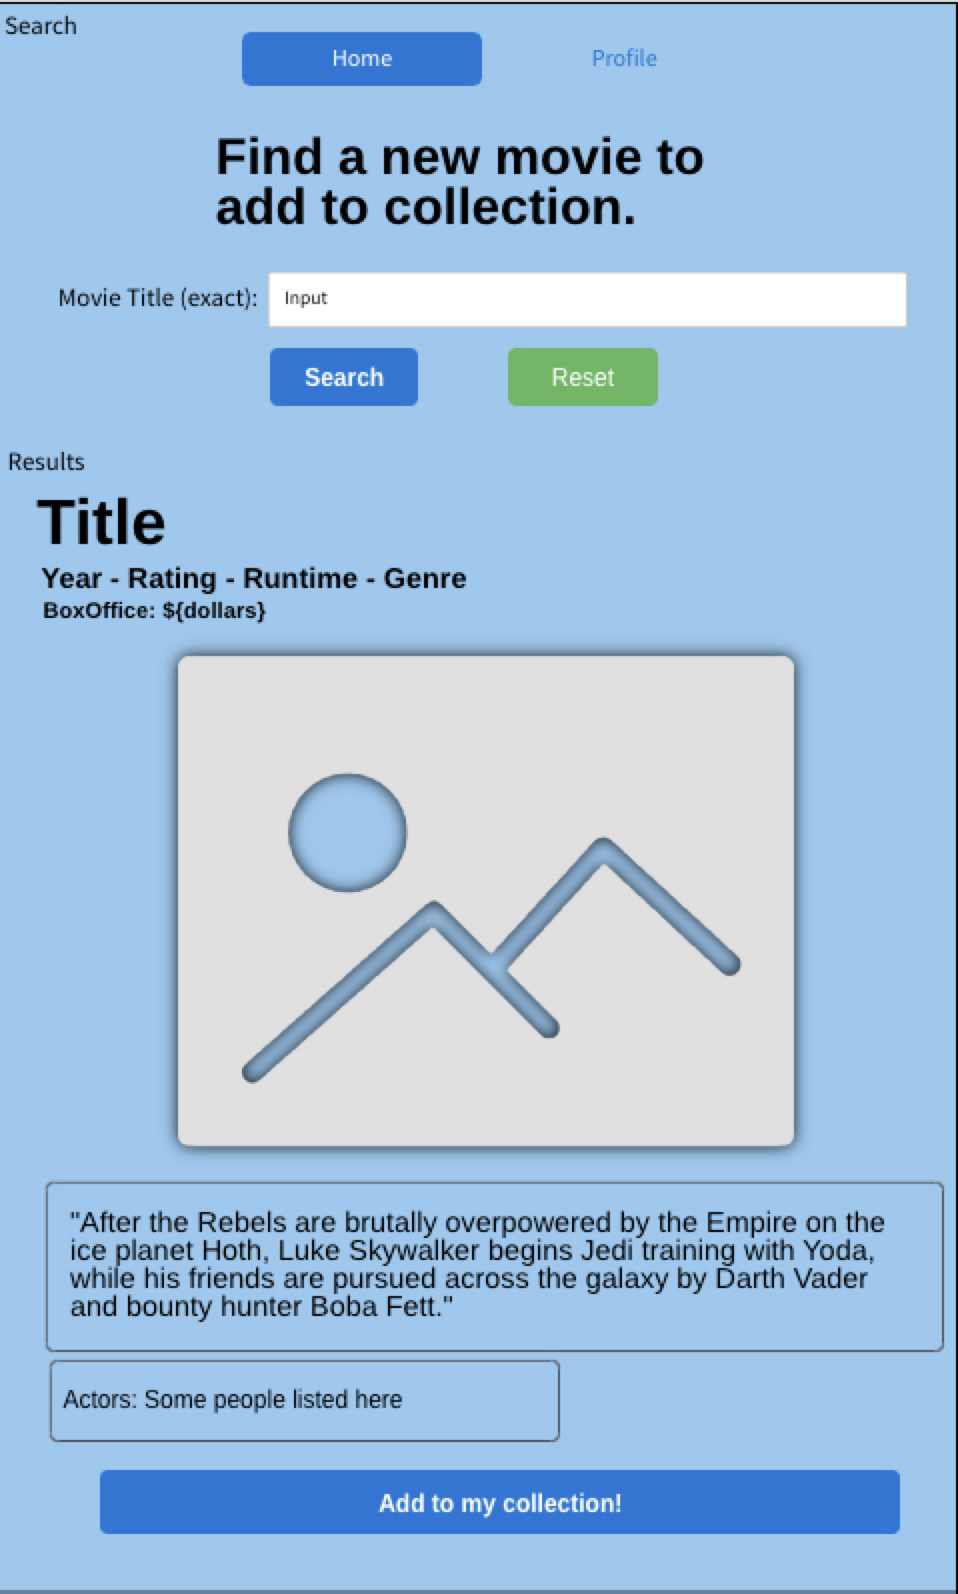 Search
Home
Profile
Find a new movie to
add to collection.
Movie Title (exact):
Input
Search
Reset
Results
Title
Year - Rating - Runtime - Genre
BoxOffice: ${dollars}
"After the Rebels are brutally overpowered by the Empire on the
ice planet Hoth, Luke Skywalker begins Jedi training with Yoda,
while his friends are pursued across the galaxy by Darth Vader
and bounty hunter Boba Fett."
Actors: Some people listed here
Add to my collection!